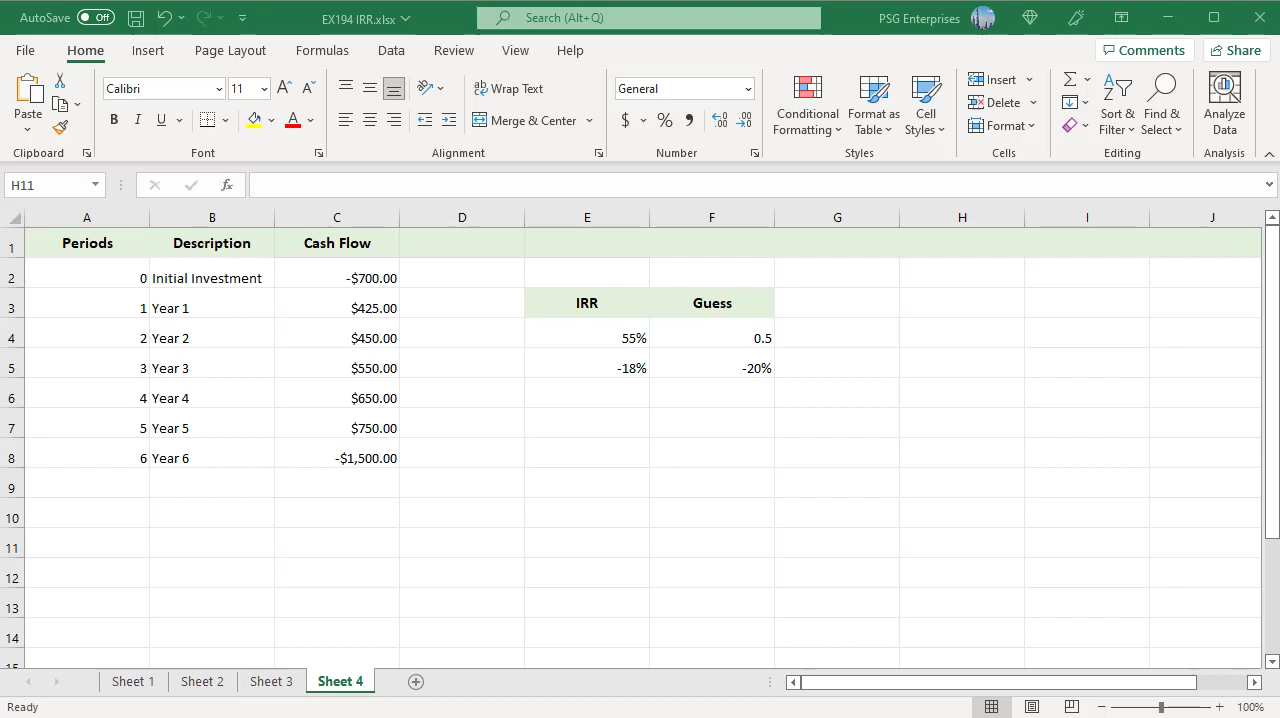 AutoSave Off EX194 IRR.xlsx Search (Alt+Q) PSG Enterprises
File Home Insert Page Layout Formulas Data Review View Help Comments Share
Paste Calibri 11 Wrap Text General Conditional Formatting Format as Table Cell Styles Insert Sort & Filter Find & Select Analyze Data
B I U Merge & Center $ % Delete
Format
Clipboard Font Alignment Number Styles Cells Editing Analysis
H11 fx
A B C D E F G H I J
1 Periods Description Cash Flow
2 0 Initial Investment -$700.00
3 1 Year 1 $425.00 IRR Guess
4 2 Year 2 $450.00 55% 0.5
5 3 Year 3 $550.00 -18% -20%
6 4 Year 4 $650.00
7 5 Year 5 $750.00
8 6 Year 6 -$1,500.00
9
10
11
12
13
14
15
Sheet 1 Sheet 2 Sheet 3 Sheet 4
Ready 100%